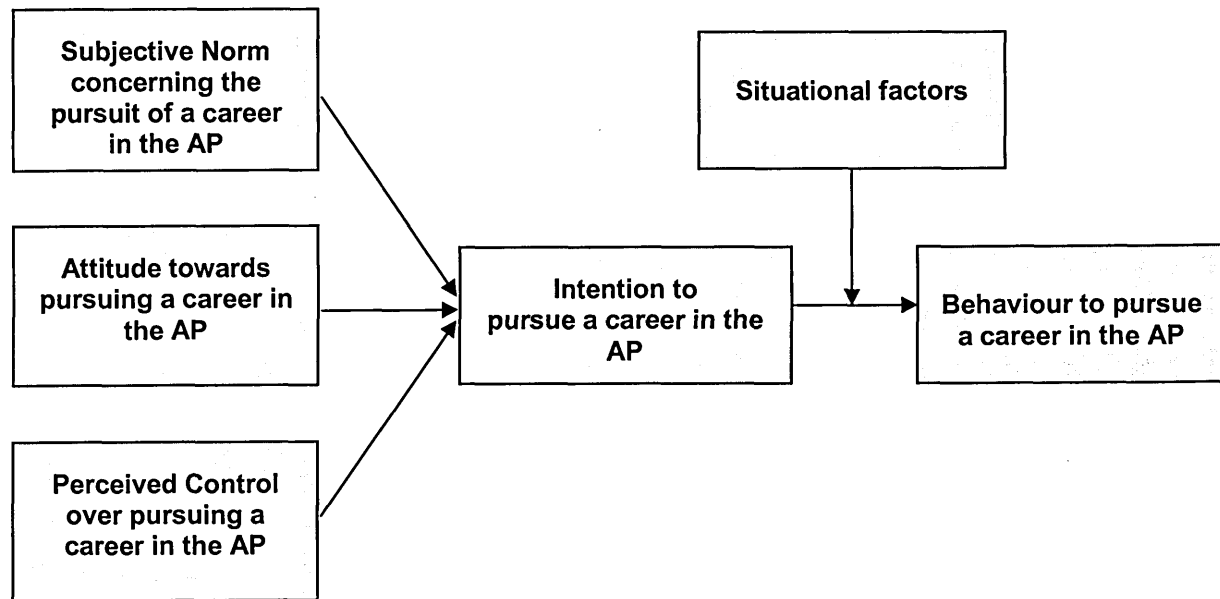 Subjective Norm
concerning the
pursuit of a career
in the AP
Situational factors
Attitude towards
pursuing a career in
the AP
Intention to
pursue a career in the
AP
Behaviour to pursue
a career in the AP
Perceived Control
over pursuing a
career in the AP